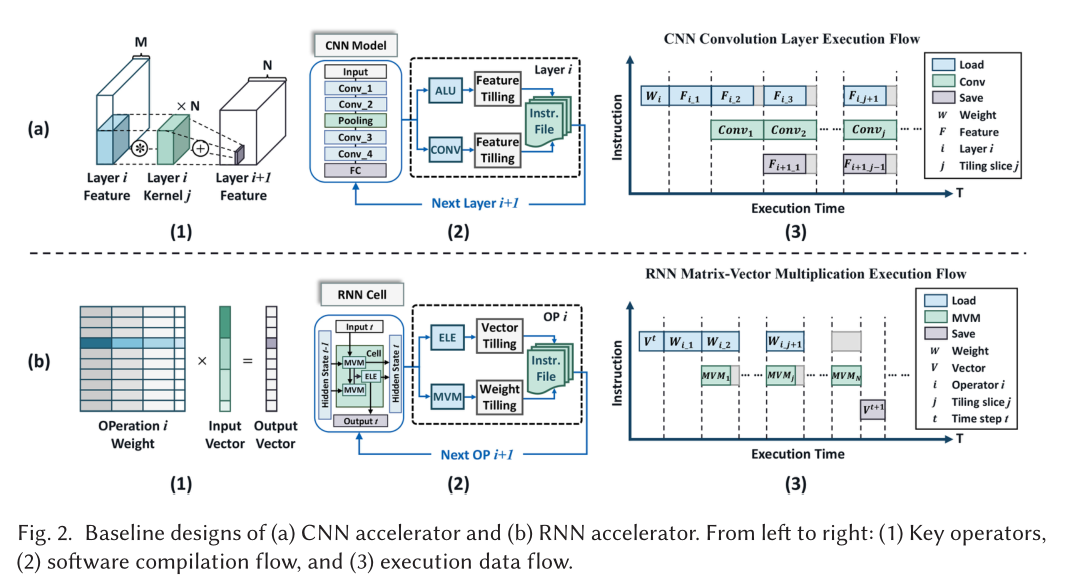 (a)
M
N
× N
Layer i
Feature
Layer i
Kernel j
Layer i+1
Feature
(1)
CNN Model
Input
Conv_1
Conv_2
Pooling
Conv_3
Conv_4
FC
Layer i
ALU
Feature
Tilling
CONV
Feature
Tilling
Instr.
File
Next Layer i+1
(2)
CNN Convolution Layer Execution Flow
Instruction
W_i F_i_1 F_i_2 F_i_3 F_i_j+1
Conv_1 Conv_2 ... Conv_j ...
F_i+1_1 F_i+1_j-1
T
Execution Time
Load
Conv
Save
W Weight
F Feature
i Layer i
j Tiling slice j
(3)
(b)
× =
OPeration i
Weight
Input
Vector
Output
Vector
(1)
RNN Cell
Input t
Hidden State t-1
Cell
MVM
ELE
MVM
Hidden State t
Output t
OP i
ELE
Vector
Tilling
MVM
Weight
Tilling
Instr.
File
Next OP i+1
(2)
RNN Matrix-Vector Multiplication Execution Flow
Instruction
V^t W_i_1 W_i_2 W_i_j+1
MVM_1 ... MVM_j ... MVM_N ...
V^t+1
T
Execution Time
Load
MVM
Save
W Weight
V Vector
i Operator i
j Tiling slice j
t Time step t
(3)
Fig. 2. Baseline designs of (a) CNN accelerator and (b) RNN accelerator. From left to right: (1) Key operators,
(2) software compilation flow, and (3) execution data flow.